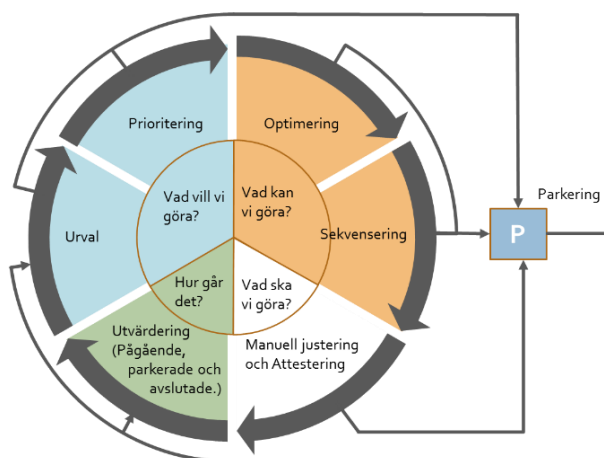 Prioritering
Optimering
Vad vill vi
göra?
Vad kan
vi göra?
Parkering
P
Urval
Sekvensering
Hur går
det?
Vad ska
vi göra?
Utvärdering
(Pågående,
parkerade och
avslutade.)
Manuell justering
och Attestering